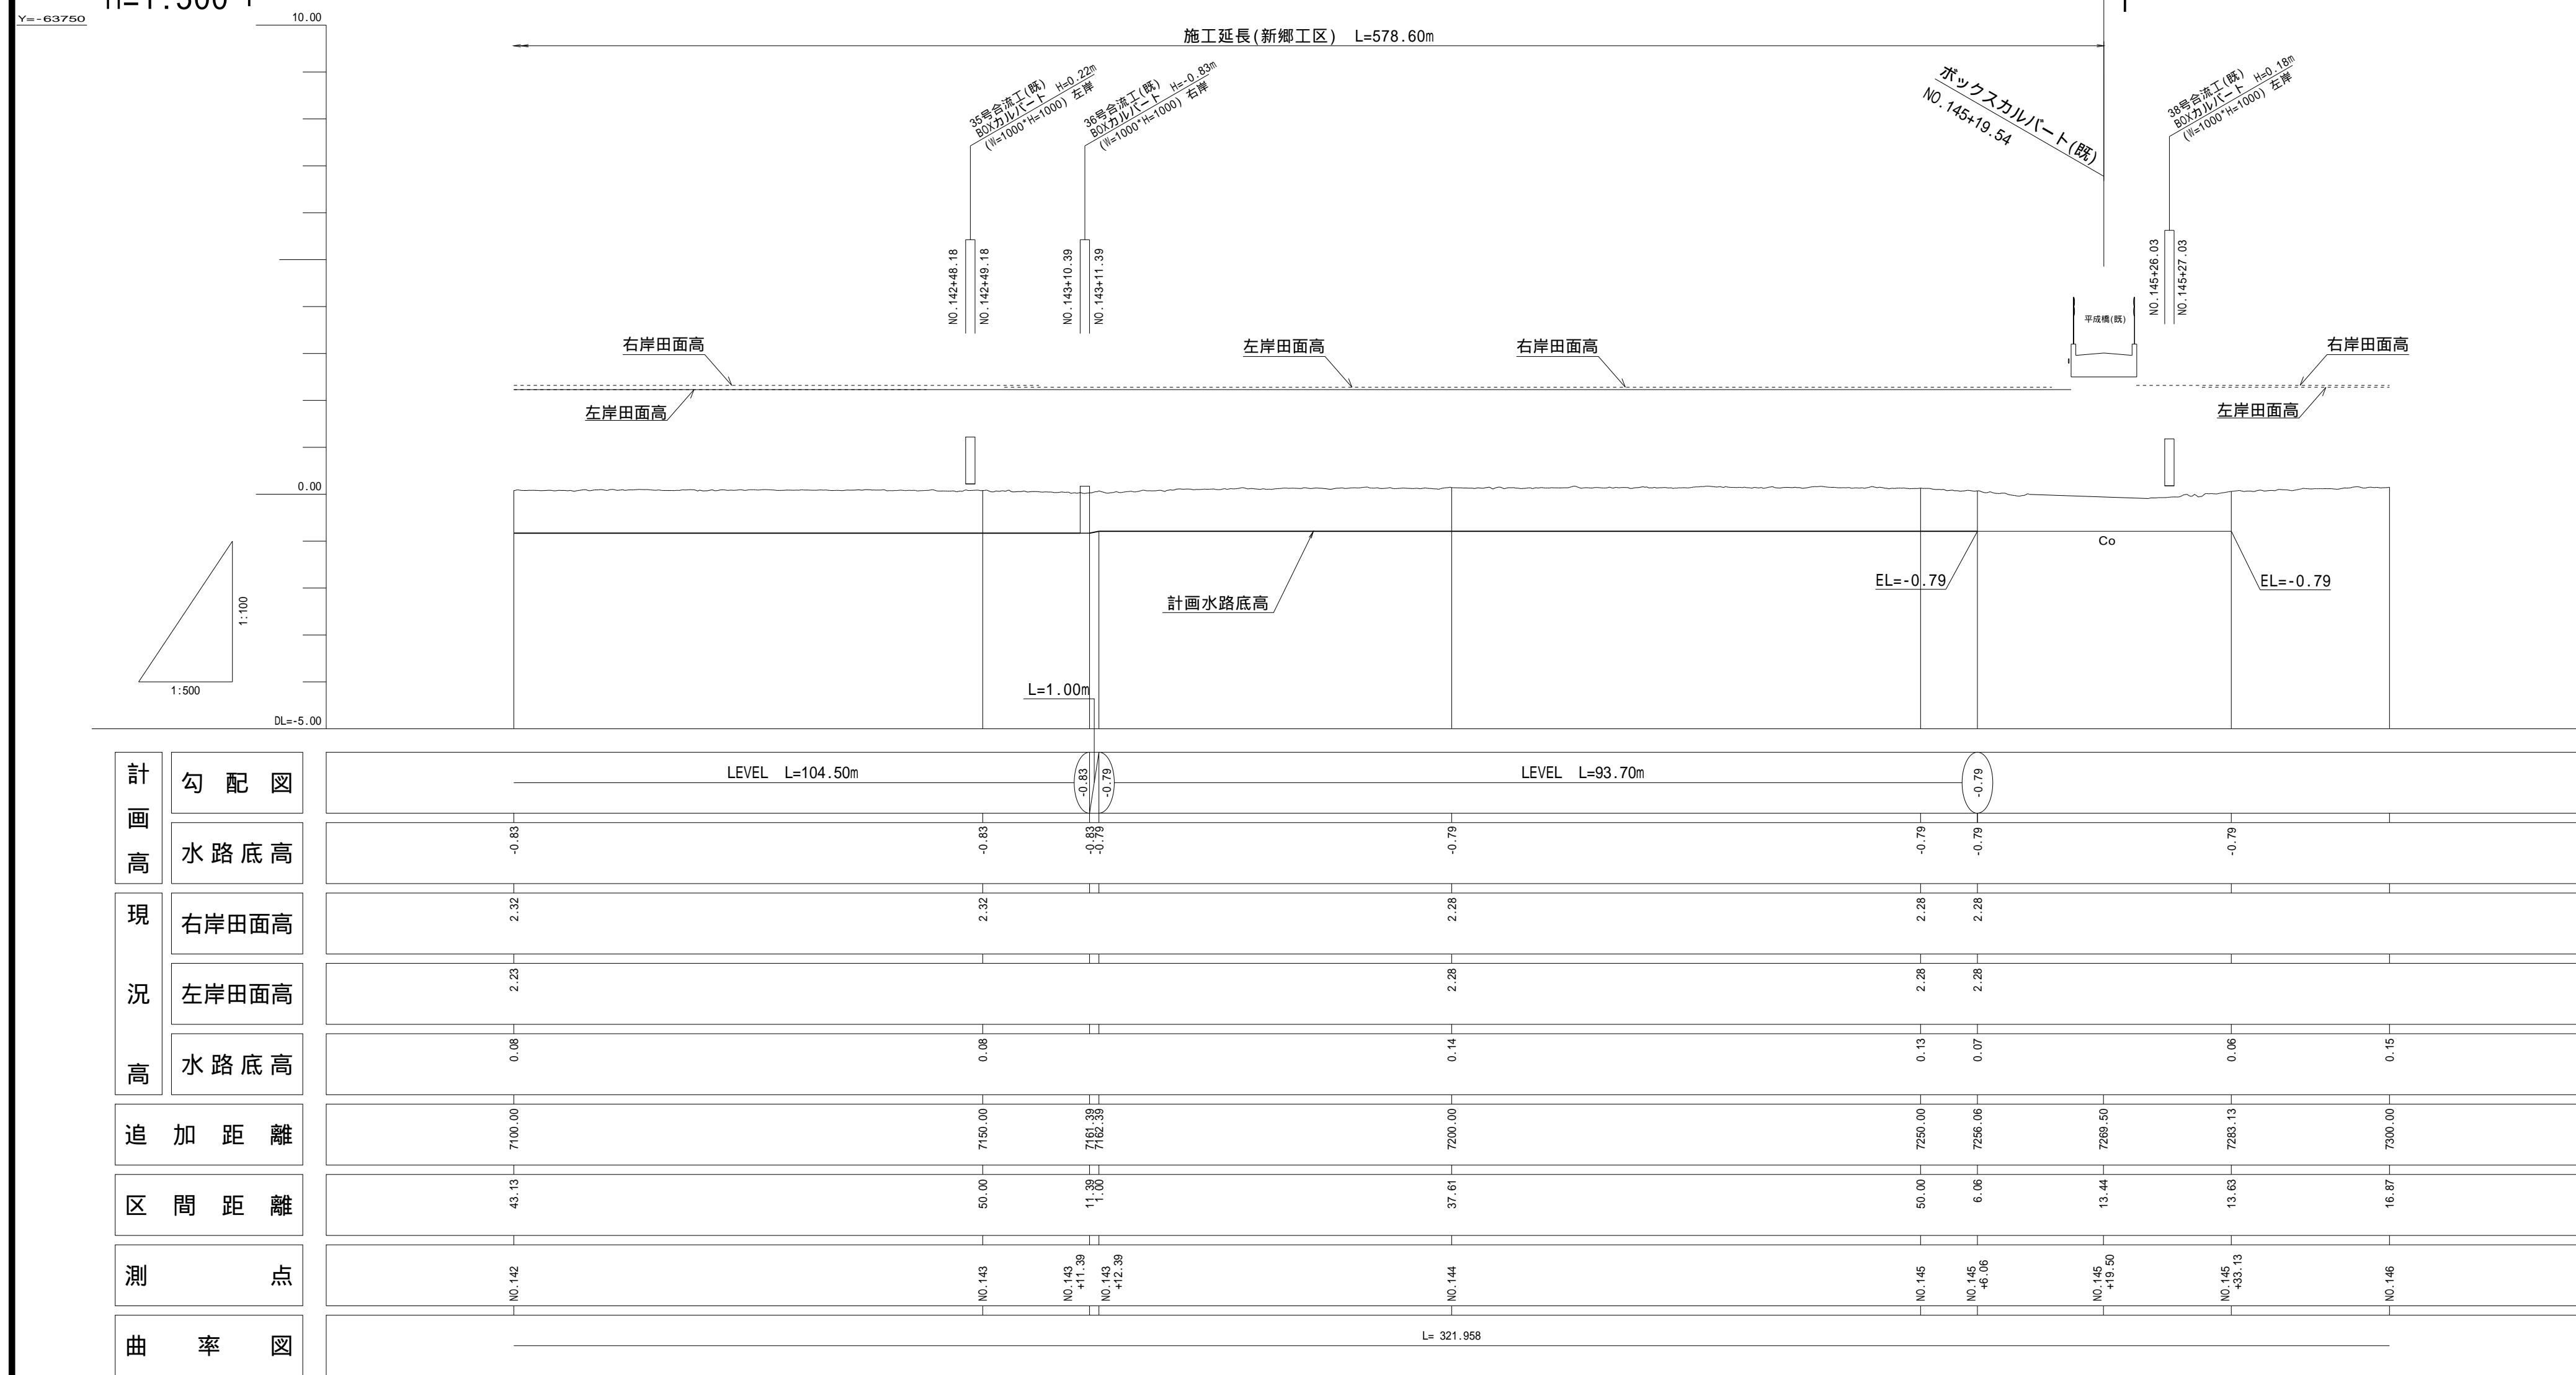 Y=-63750
10.00
施工延長(新郷工区) L=578.60m
35号合流工(既)
BOXカルバート H=0.22m
(W=1000*H=1000) 左岸
36号合流工(既)
BOXカルバート H=-0.83m
(W=1000*H=1000) 右岸
ボックスカルバート(既)
NO.145+19.54
38号合流工(既)
BOXカルバート H=0.18m
(W=1000*H=1000) 左岸
NO.142+48.18
NO.142+49.18
NO.143+10.39
NO.143+11.39
NO.145+26.03
NO.145+27.03
平成橋(既)
右岸田面高
左岸田面高
左岸田面高
右岸田面高
右岸田面高
左岸田面高
0.00
Co
EL=-0.79
EL=-0.79
計画水路底高
1:100
1:500
L=1.00m
DL=-5.00
計画高
勾配図
LEVEL L=104.50m
-0.83
-0.79
LEVEL L=93.70m
-0.79
水路底高
-0.83
-0.83
-0.83
-0.79
-0.79
-0.79
-0.79
-0.79
現況高
右岸田面高
2.32
2.32
2.28
2.28
2.28
左岸田面高
2.23
2.28
2.28
2.28
水路底高
0.08
0.08
0.14
0.13
0.07
0.06
0.15
追加距離
7100.00
7150.00
7161.39
7162.39
7200.00
7250.00
7256.06
7269.50
7283.13
7300.00
区間距離
43.13
50.00
11.39
1.00
37.61
50.00
6.06
13.44
13.63
16.87
測点
NO.142
NO.143
NO.143
+11.39
NO.143
+12.39
NO.144
NO.145
NO.145
+6.06
NO.145
+19.50
NO.145
+33.13
NO.146
曲率図
L= 321.958